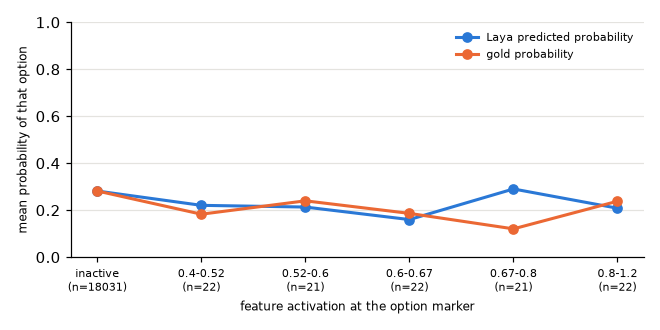 1.0
0.8
0.6
0.4
0.2
0.0
mean probability of that option
Laya predicted probability
gold probability
inactive
(n=18031)
0.4-0.52
(n=22)
0.52-0.6
(n=21)
0.6-0.67
(n=22)
0.67-0.8
(n=21)
0.8-1.2
(n=22)
feature activation at the option marker